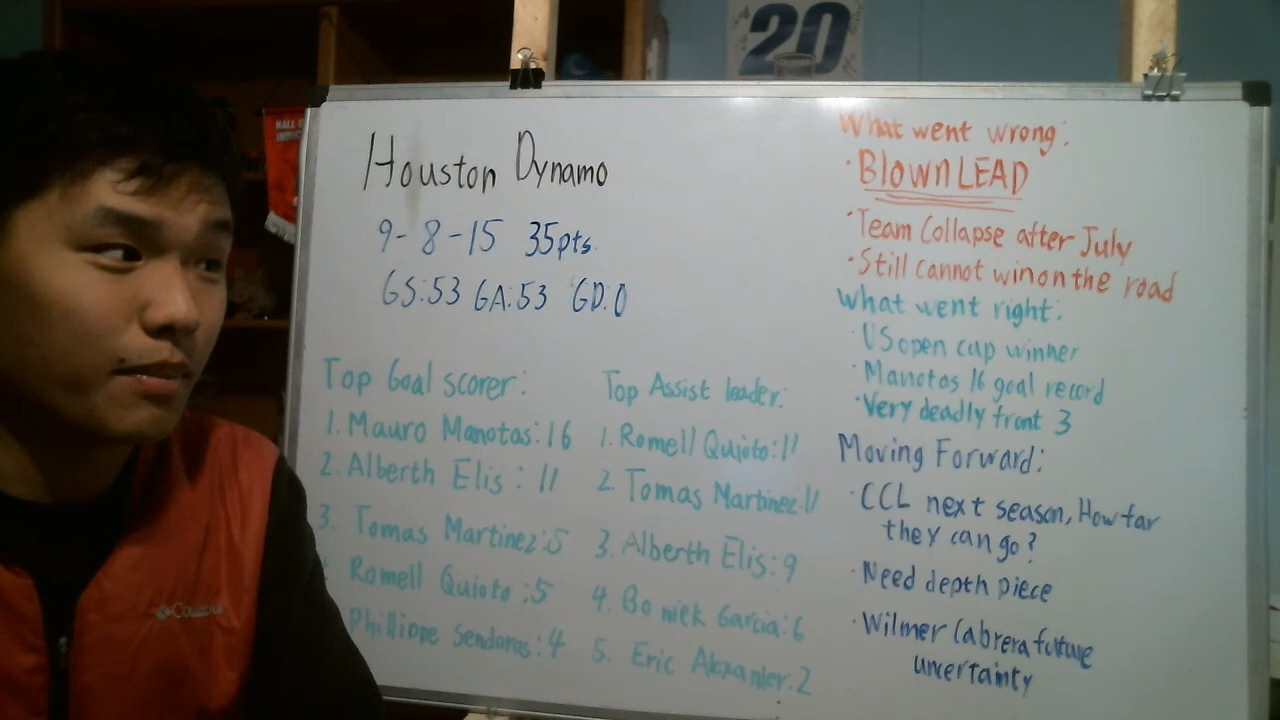 20
HALL O
Houston Dynamo
9-8-15 35pts.
GS:53 GA:53 GD:0
Top Goal scorer:
1. Mauro Manotas:16
2. Alberth Elis: 11
3. Tomas Martinez:5
Romell Quioto:5
Phillippe Senderos:4
Top Assist leader:
1. Romell Quioto:11
2. Tomas Martinez:11
3. Alberth Elis:9
4. Boniek Garcia:6
5. Eric Alexanler:2
What went wrong:
·BLOWN LEAD
·Team Collapse after July
·Still cannot win on the road
What went right:
·US open cup winner
·Manotas 16 goal record
·Very deadly front 3
Moving Forward:
·CCL next season, How far
they can go?
·Need depth piece
·Wilmer Cabrera future
uncertainty
Columbia